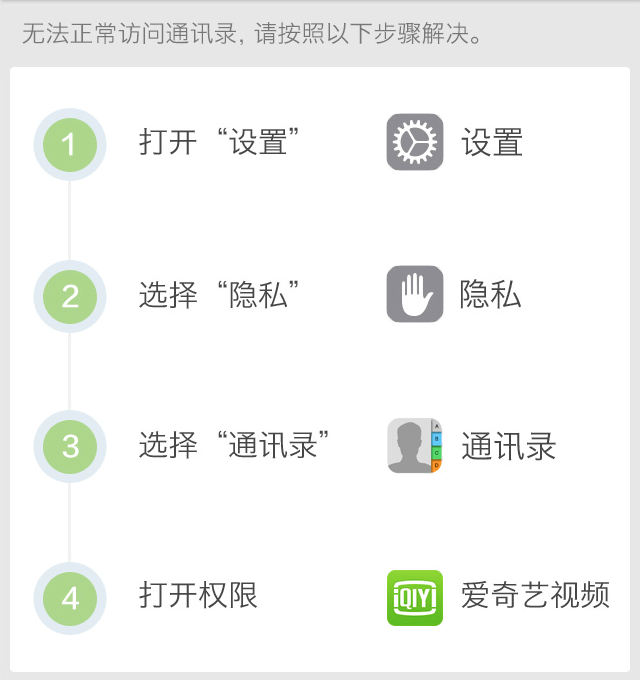 无法正常访问通讯录, 请按照以下步骤解决。
1 打开 “设置” 设置
2 选择 “隐私” 隐私
3 选择 “通讯录” A B C D 通讯录
4 打开权限 iQIYI 爱奇艺视频